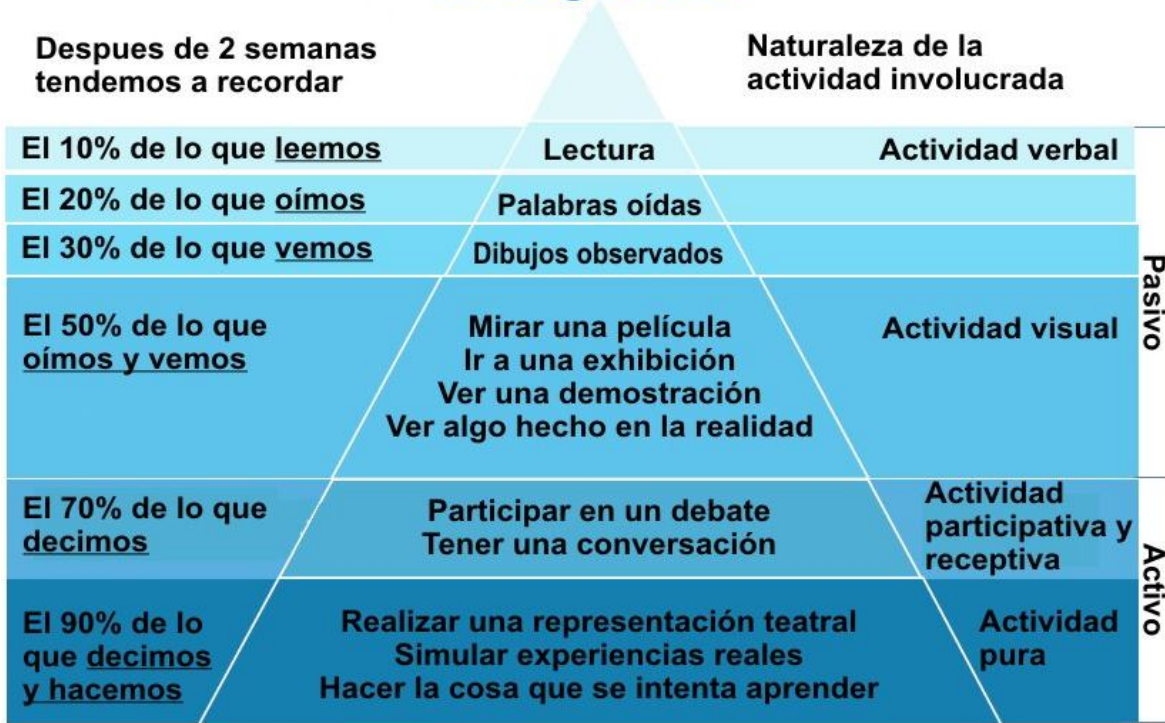 Despues de 2 semanas
tendemos a recordar
Naturaleza de la
actividad involucrada
El 10% de lo que leemos
Lectura
Actividad verbal
El 20% de lo que oímos
Palabras oídas
El 30% de lo que vemos
Dibujos observados
El 50% de lo que
oímos y vemos
Mirar una película
Ir a una exhibición
Ver una demostración
Ver algo hecho en la realidad
Actividad visual
Pasivo
El 70% de lo que
decimos
Participar en un debate
Tener una conversación
Actividad
participativa y
receptiva
El 90% de lo
que decimos
y hacemos
Realizar una representación teatral
Simular experiencias reales
Hacer la cosa que se intenta aprender
Actividad
pura
Activo